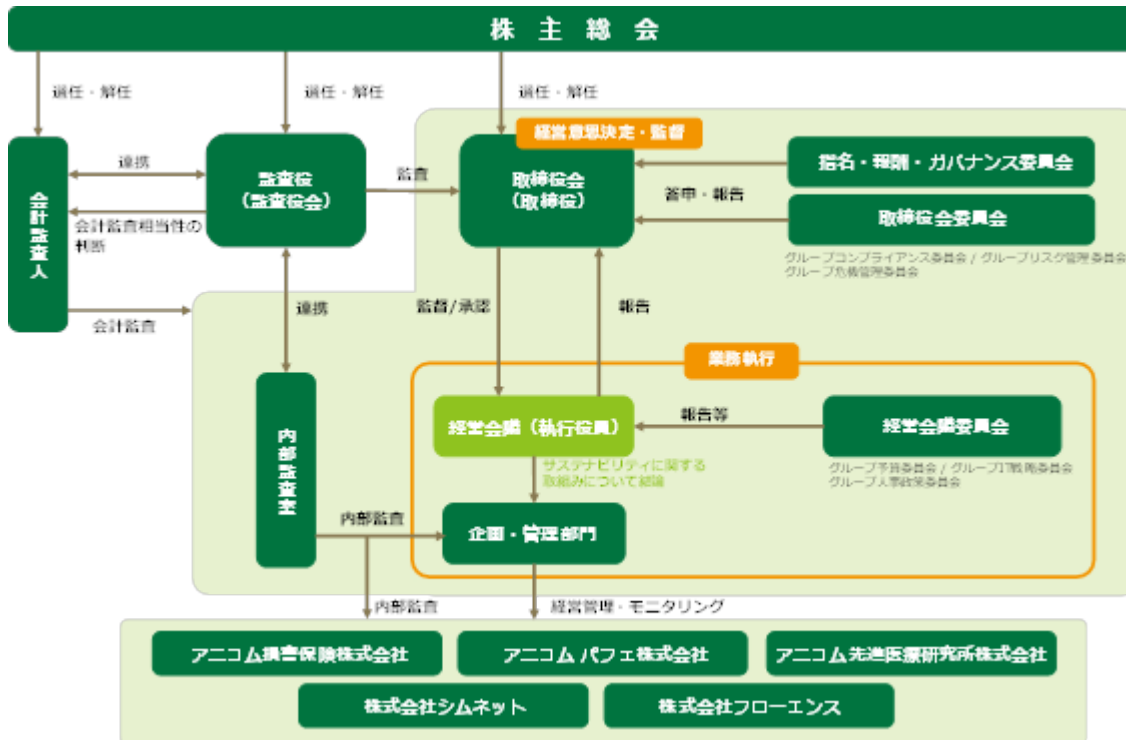 株主総会
選任・解任
選任・解任
選任・解任
経営意思決定・監督
会計監査人
連携
監査役
（監査役会）
監査
取締役会
（取締役）
指名・報酬・ガバナンス委員会
答申・報告
取締役会委員会
グループコンプライアンス委員会 / グループリスク管理委員会
グループ危機管理委員会
会計監査相当性の
判断
会計監査
連携
監督/承認
報告
業務執行
内部監査室
経営会議（執行役員）
報告等
経営会議委員会
サステナビリティに関する
取組みについて結論
グループ予算委員会 / グループIT戦略委員会
グループ人事政策委員会
内部監査
企画・管理部門
内部監査
経営管理・モニタリング
アニコム損害保険株式会社
アニコム パフェ株式会社
アニコム先進医療研究所株式会社
株式会社シムネット
株式会社フローエンス